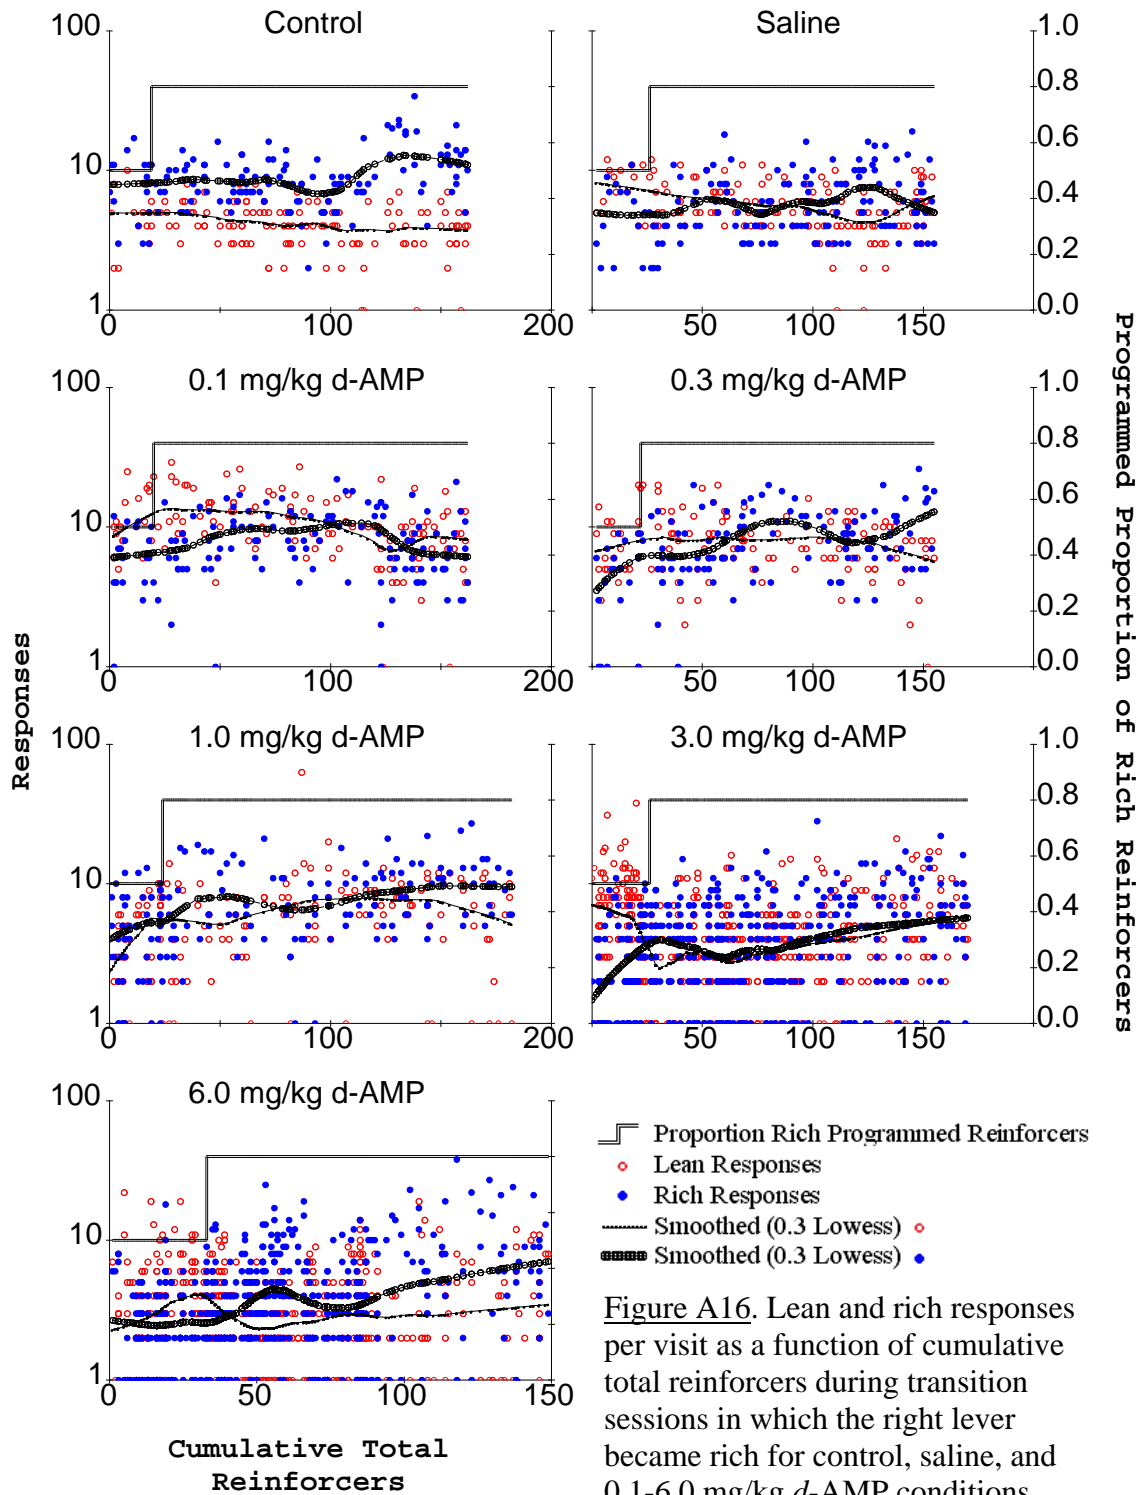 Control
Saline
100
10
1
0
100
200
1.0
0.8
0.6
0.4
0.2
0.0
50
100
150
0.1 mg/kg d-AMP
0.3 mg/kg d-AMP
100
10
1
0
100
200
1.0
0.8
0.6
0.4
0.2
0.0
50
100
150
1.0 mg/kg d-AMP
3.0 mg/kg d-AMP
100
10
1
0
100
200
1.0
0.8
0.6
0.4
0.2
0.0
50
100
150
6.0 mg/kg d-AMP
100
10
1
50
100
150
Responses
Programmed Proportion of Rich Reinforcers
Cumulative Total
Reinforcers
Proportion Rich Programmed Reinforcers
Lean Responses
Rich Responses
Smoothed (0.3 Lowess)
Smoothed (0.3 Lowess)
Figure A16. Lean and rich responses
per visit as a function of cumulative
total reinforcers during transition
sessions in which the right lever
became rich for control, saline, and
0.1-6.0 mg/kg d-AMP conditions